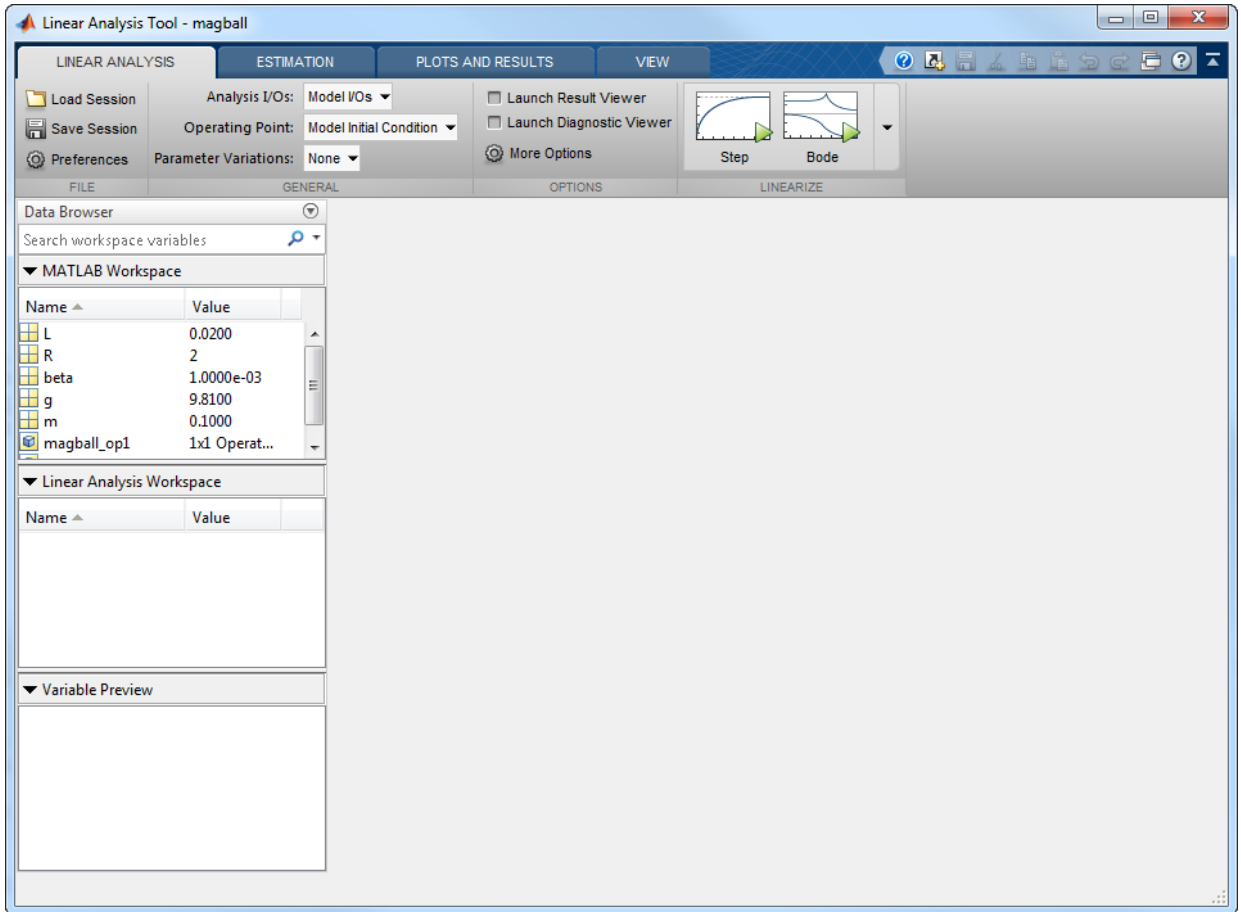 Linear Analysis Tool - magball
LINEAR ANALYSIS ESTIMATION PLOTS AND RESULTS VIEW
Load Session Analysis I/Os: Model I/Os Launch Result Viewer
Save Session Operating Point: Model Initial Condition Launch Diagnostic Viewer
Preferences Parameter Variations: None More Options Step Bode
FILE GENERAL OPTIONS LINEARIZE
Data Browser
Search workspace variables
MATLAB Workspace
Name Value
L 0.0200
R 2
beta 1.0000e-03
g 9.8100
m 0.1000
magball_op1 1x1 Operat...
Linear Analysis Workspace
Name Value
Variable Preview